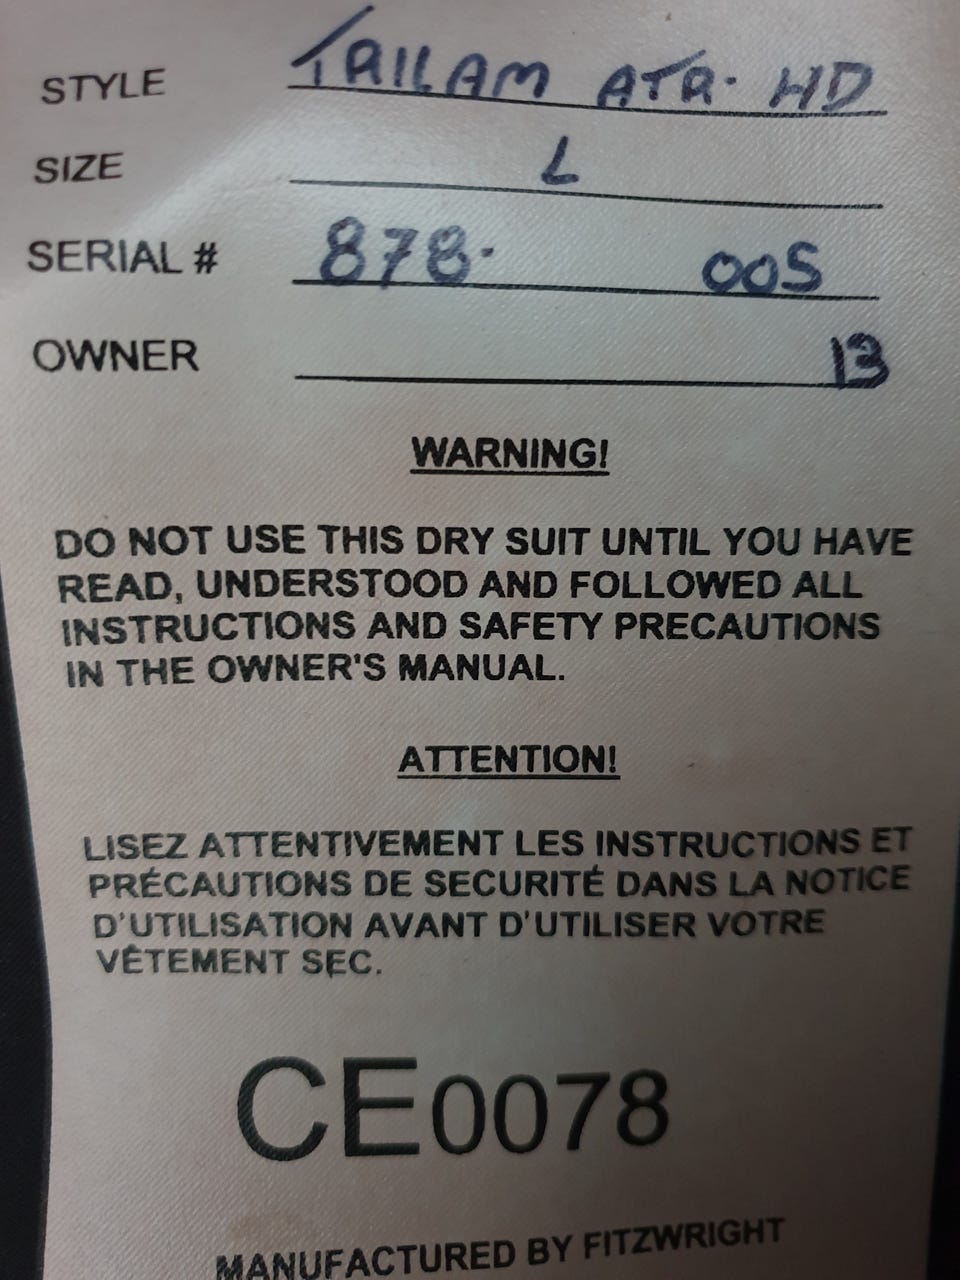 STYLE TRILAM ATR. HD
SIZE L
SERIAL # 878. 005
OWNER 13
WARNING!
DO NOT USE THIS DRY SUIT UNTIL YOU HAVE
READ, UNDERSTOOD AND FOLLOWED ALL
INSTRUCTIONS AND SAFETY PRECAUTIONS
IN THE OWNER'S MANUAL.
ATTENTION!
LISEZ ATTENTIVEMENT LES INSTRUCTIONS ET
PRÉCAUTIONS DE SECURITÉ DANS LA NOTICE
D'UTILISATION AVANT D'UTILISER VOTRE
VÊTEMENT SEC.
CE0078
MANUFACTURED BY FITZWRIGHT